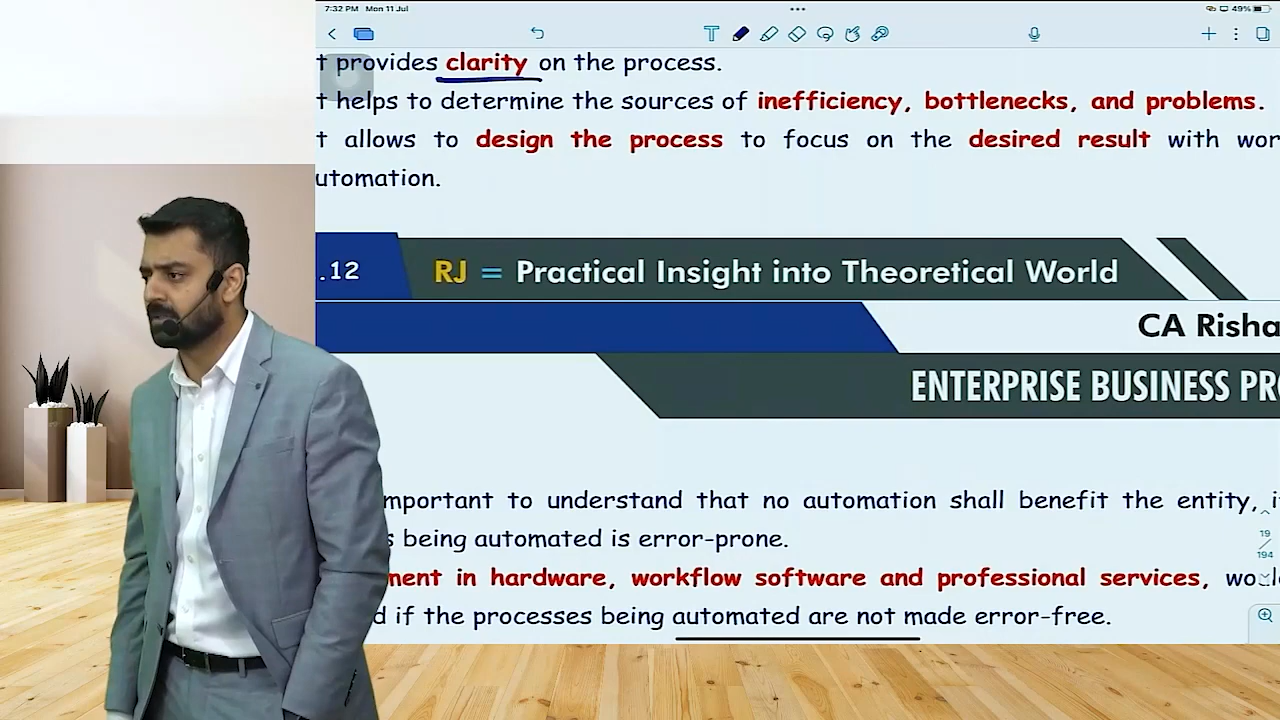 7:32 PM Mon 11 Jul
49%
t provides clarity on the process.
t helps to determine the sources of inefficiency, bottlenecks, and problems.
t allows to design the process to focus on the desired result with wor
utomation.
.12 RJ = Practical Insight into Theoretical World
CA Risha
ENTERPRISE BUSINESS PRO
mportant to understand that no automation shall benefit the entity, i
s being automated is error-prone.
19
194
ment in hardware, workflow software and professional services, woul
d if the processes being automated are not made error-free.